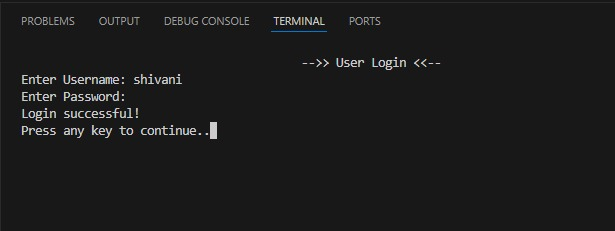 PROBLEMS OUTPUT DEBUG CONSOLE TERMINAL PORTS
-->> User Login <<--
Enter Username: shivani
Enter Password:
Login successful!
Press any key to continue..